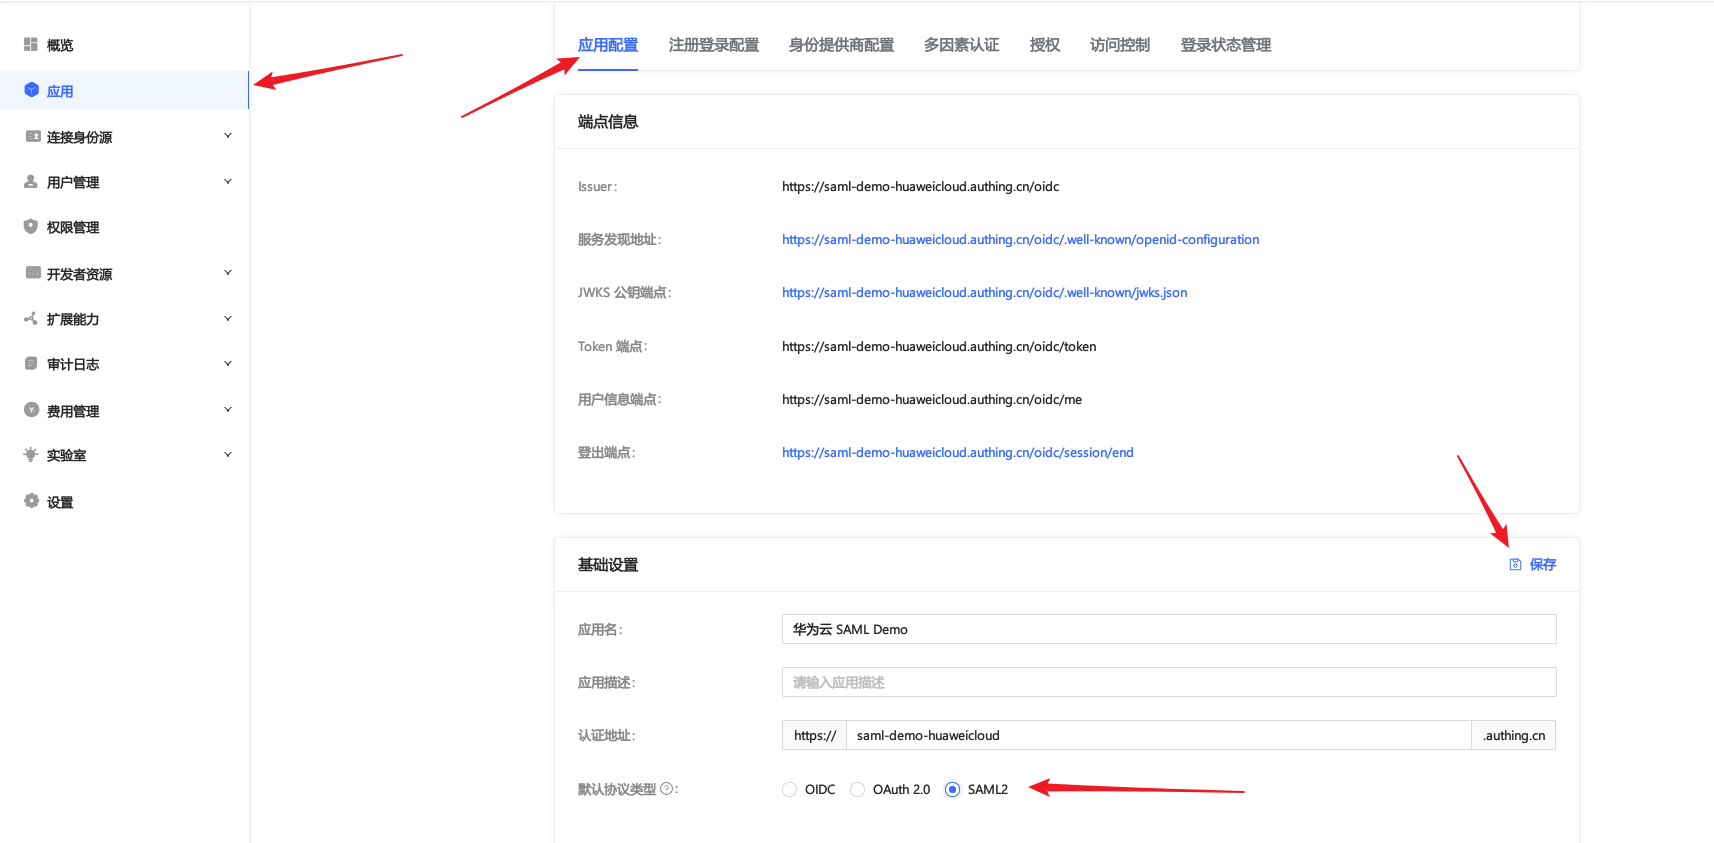 概览
应用
连接身份源
用户管理
权限管理
开发者资源
扩展能力
审计日志
费用管理
实验室
设置
应用配置 注册登录配置 身份提供商配置 多因素认证 授权 访问控制 登录状态管理
端点信息
Issuer: https://saml-demo-huaweicloud.authing.cn/oidc
服务发现地址: https://saml-demo-huaweicloud.authing.cn/oidc/.well-known/openid-configuration
JWKS 公钥端点: https://saml-demo-huaweicloud.authing.cn/oidc/.well-known/jwks.json
Token 端点: https://saml-demo-huaweicloud.authing.cn/oidc/token
用户信息端点: https://saml-demo-huaweicloud.authing.cn/oidc/me
登出端点: https://saml-demo-huaweicloud.authing.cn/oidc/session/end
基础设置 保存
应用名: 华为云 SAML Demo
应用描述: 请输入应用描述
认证地址: https:// saml-demo-huaweicloud .authing.cn
默认协议类型 ?: OIDC OAuth 2.0 SAML2